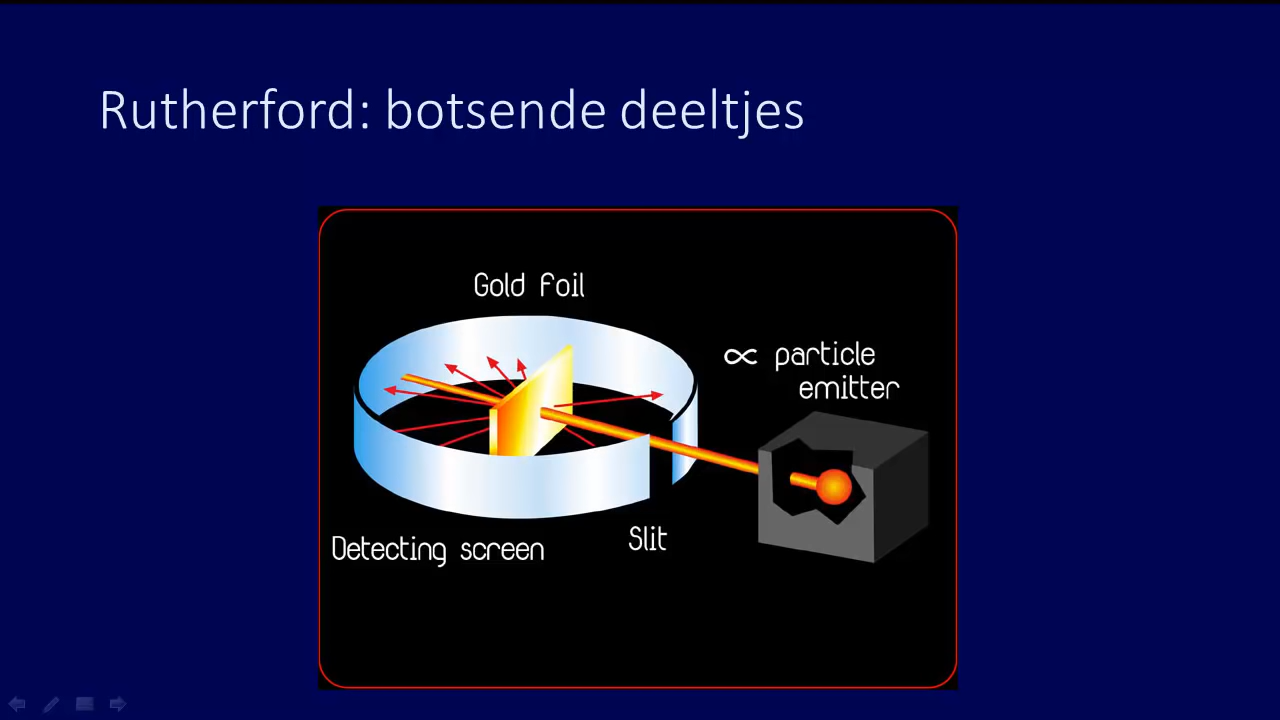 Rutherford: botsende deeltjes
Gold Foil
∝ particle
emitter
Slit
Detecting screen